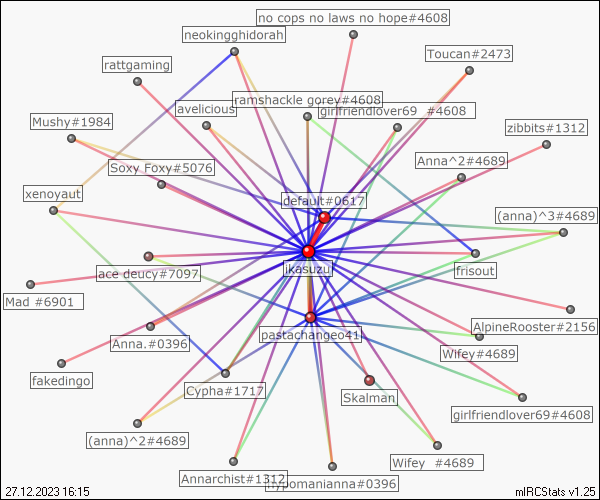 no cops no laws no hope#4608
neokingghidorah
Toucan#2473
rattgaming
ramshackle gorey#4608
avelicious
girlfriendlover69 #4608
Mushy#1984
zibbits#1312
Soxy Foxy#5076
Anna^2#4689
xenoyaut
default#0617
(anna)^3#4689
jkasuzu
ace deucy#7097
frisout
Mad #6901
AlpineRooster#2156
pastachangeo41
Anna.#0396
Wifey#4689
fakedingo
Cypha#1717
Skalman
girlfriendlover69#4608
(anna)^2#4689
Wifey #4689
Annarchist#1312
hypomanianna#0396
27.12.2023 16:15
mIRCStats v1.25